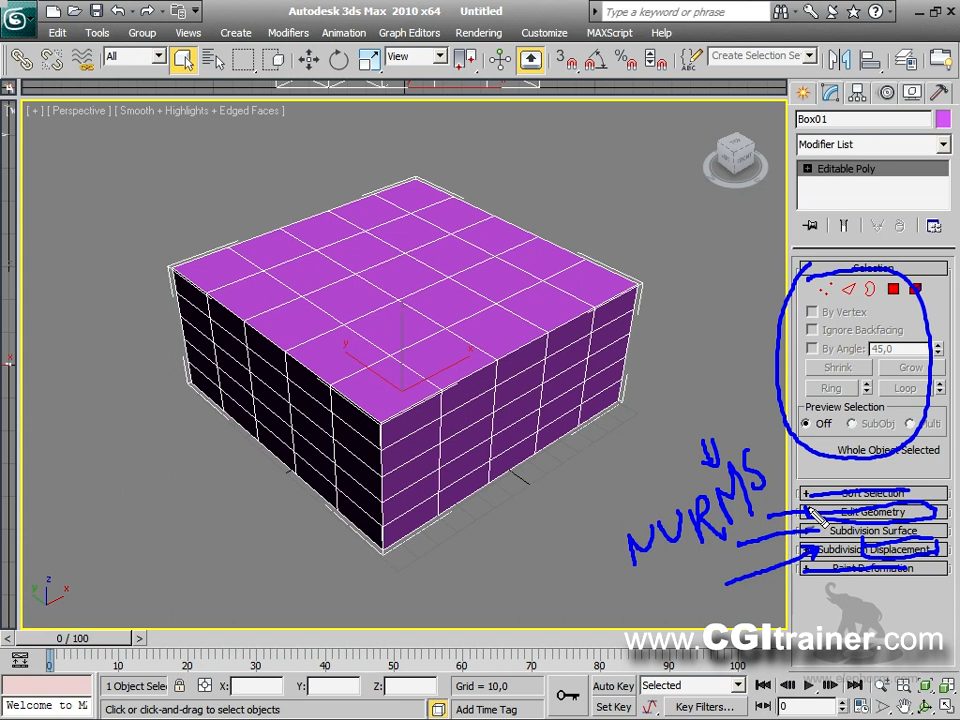 Autodesk 3ds Max 2010 x64 Untitled
Type a keyword or phrase
Edit Tools Group Views Create Modifiers Animation Graph Editors Rendering Customize MAXScript Help
All View 3 Create Selection Se
[ + ] [ Perspective ] [ Smooth + Highlights + Edged Faces ]
Box01
Modifier List
Editable Poly
Selection
By Vertex
Ignore Backfacing
By Angle: 45,0
Shrink Grow
Ring Loop
Preview Selection
Off SubObj Multi
Whole Object Selected
Soft Selection
Edit Geometry
Subdivision Surface
Subdivision Displacement
Paint Deformation
NURMS
x y
z y x
www.CGItrainer.com
< 0 / 100 >
0 10 20 30 40 50 60 70 80 90 100
1 Object Selec X: Y: Z: Grid = 10,0 Auto Key Selected
Welcome to M Click or click-and-drag to select objects Add Time Tag Set Key Key Filters... 0